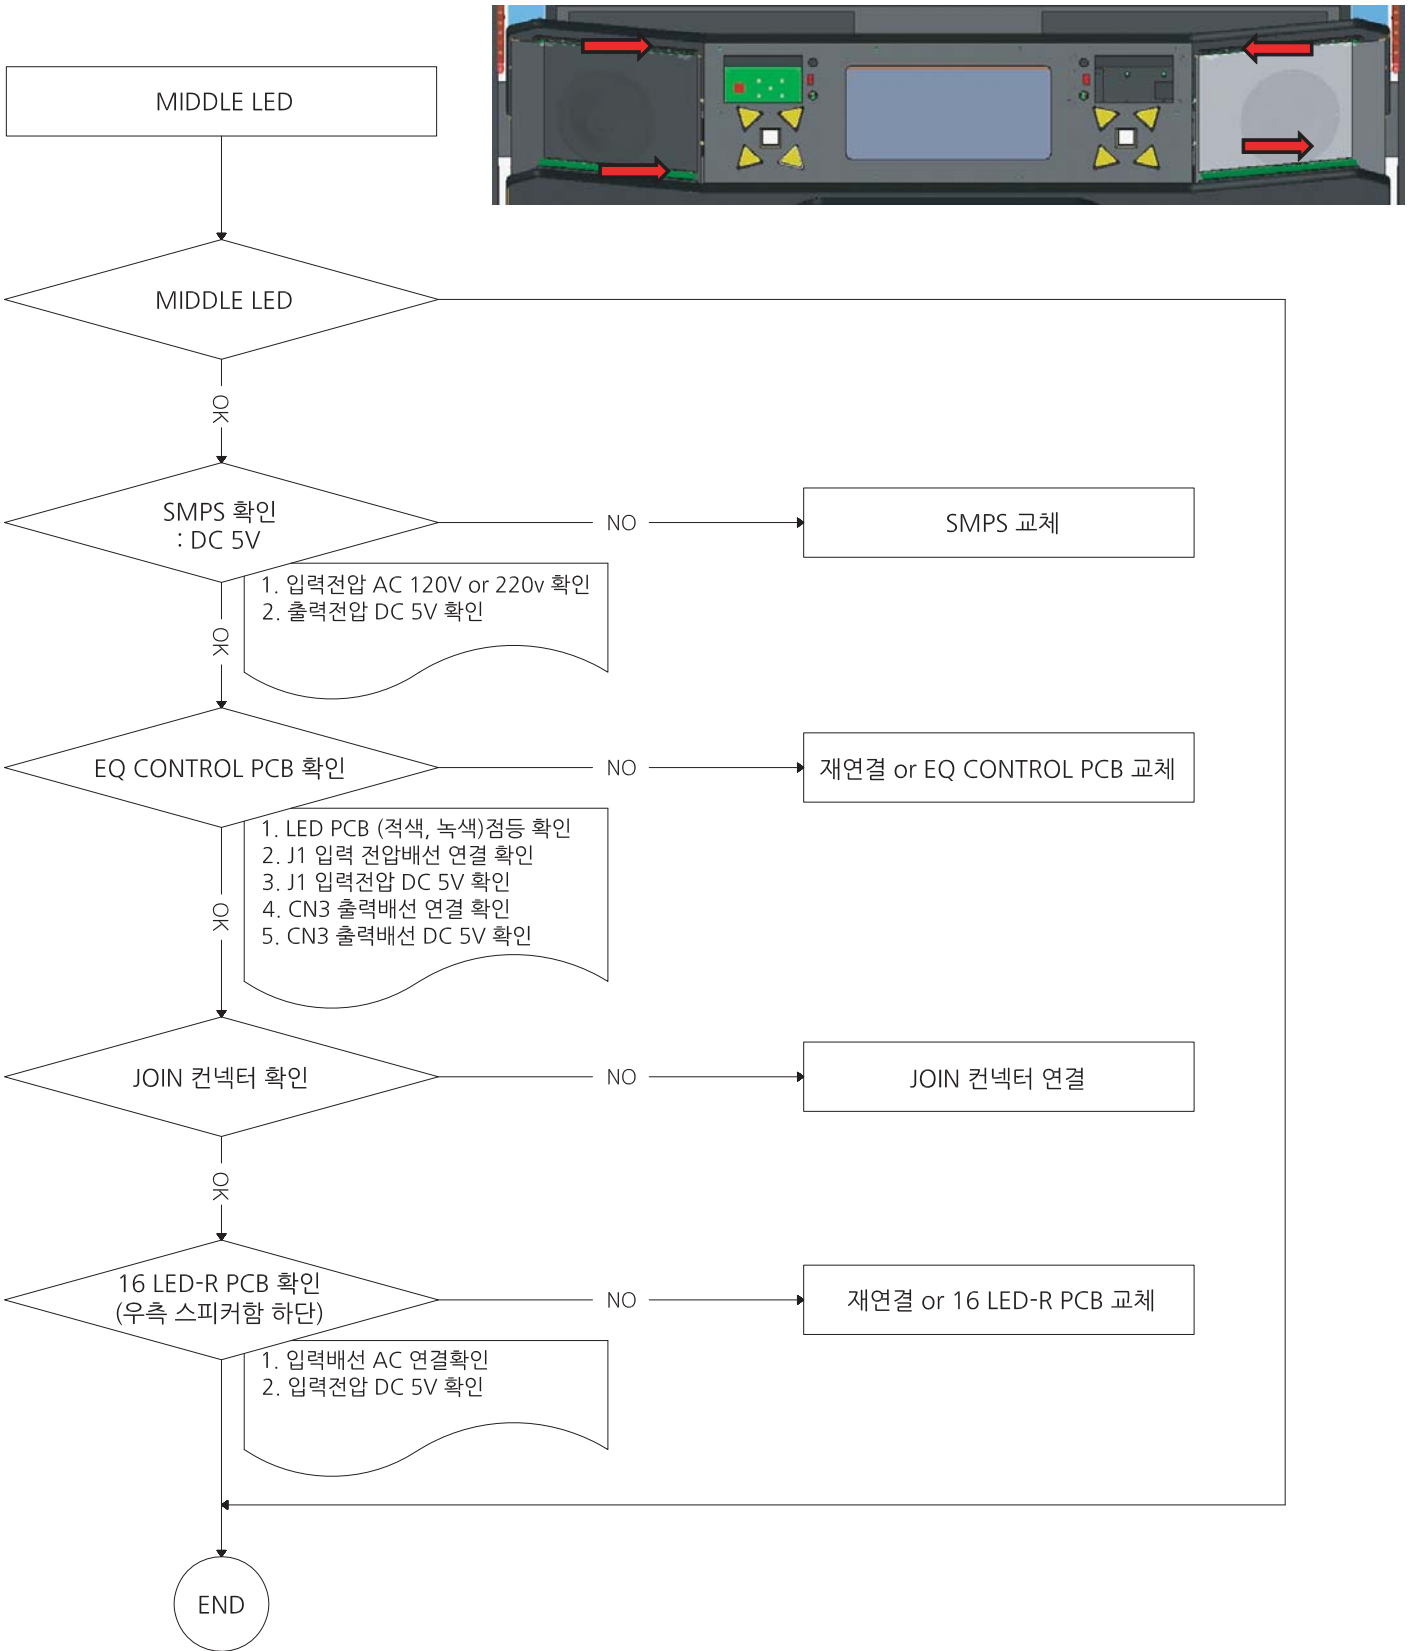 MIDDLE LED
MIDDLE LED
OK
SMPS 확인
: DC 5V
NO
SMPS 교체
1. 입력전압 AC 120V or 220v 확인
2. 출력전압 DC 5V 확인
OK
EQ CONTROL PCB 확인
NO
재연결 or EQ CONTROL PCB 교체
1. LED PCB (적색, 녹색)점등 확인
2. J1 입력 전압배선 연결 확인
3. J1 입력전압 DC 5V 확인
4. CN3 출력배선 연결 확인
5. CN3 출력배선 DC 5V 확인
OK
JOIN 컨넥터 확인
NO
JOIN 컨넥터 연결
OK
16 LED-R PCB 확인
(우측 스피커함 하단)
NO
재연결 or 16 LED-R PCB 교체
1. 입력배선 AC 연결확인
2. 입력전압 DC 5V 확인
END